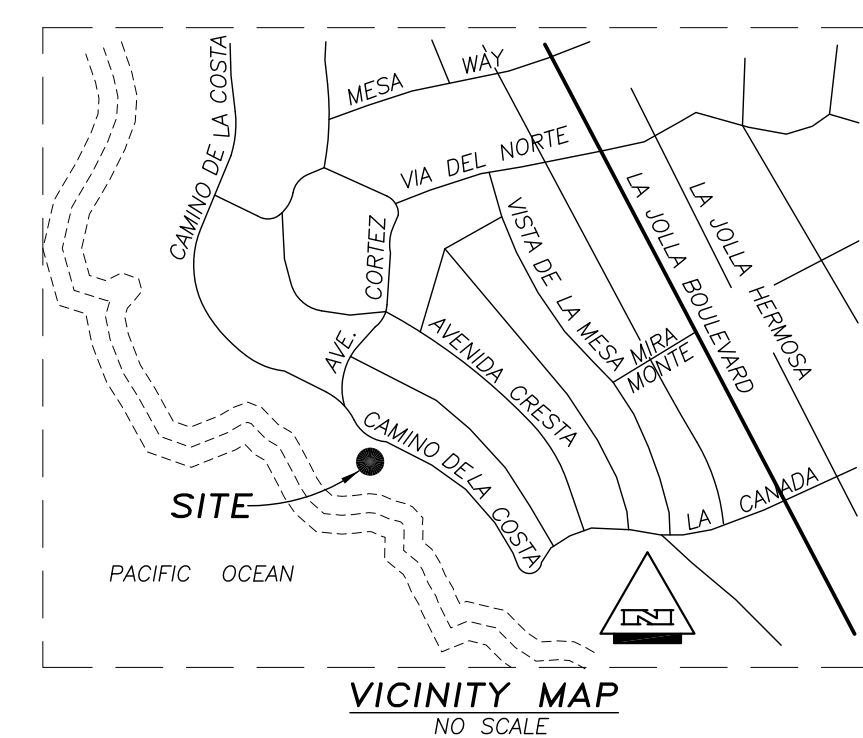 CAMINO DE LA COSTA
MESA WAY
VIA DEL NORTE
AVE. CORTEZ
VISTA DE LA MESA
LA JOLLA BOULEVARD
LA JOLLA HERMOSA
MIRA
MONTE
AVENIDA CRESTA
CAMINO DELA COSTA
SITE
LA CANADA
PACIFIC OCEAN
N
VICINITY MAP
NO SCALE